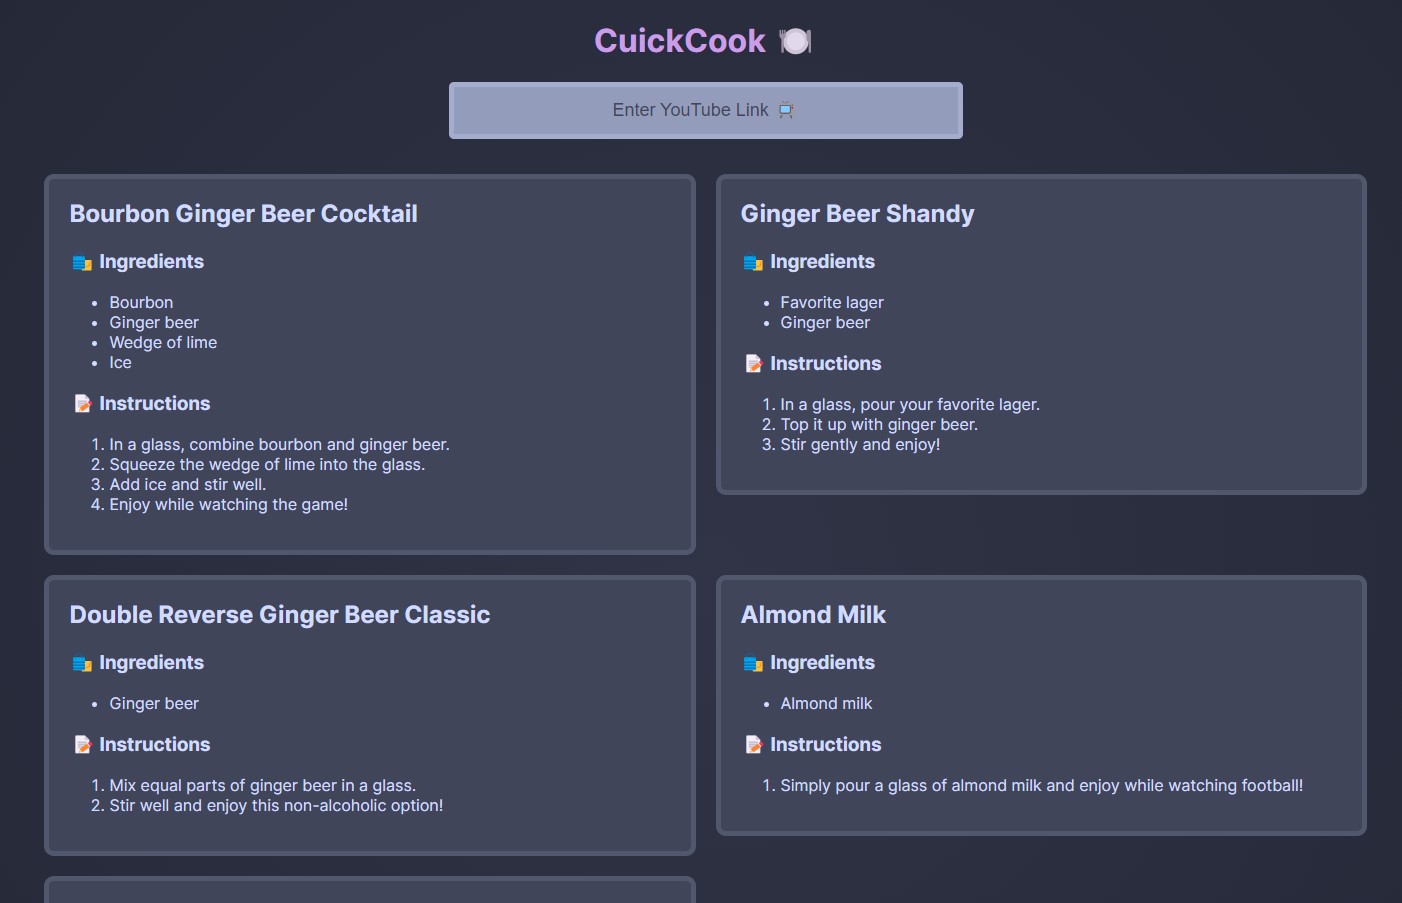 CuickCook
Enter YouTube Link
Bourbon Ginger Beer Cocktail
Ingredients
• Bourbon
• Ginger beer
• Wedge of lime
• Ice
Instructions
1. In a glass, combine bourbon and ginger beer.
2. Squeeze the wedge of lime into the glass.
3. Add ice and stir well.
4. Enjoy while watching the game!
Ginger Beer Shandy
Ingredients
• Favorite lager
• Ginger beer
Instructions
1. In a glass, pour your favorite lager.
2. Top it up with ginger beer.
3. Stir gently and enjoy!
Double Reverse Ginger Beer Classic
Ingredients
• Ginger beer
Instructions
1. Mix equal parts of ginger beer in a glass.
2. Stir well and enjoy this non-alcoholic option!
Almond Milk
Ingredients
• Almond milk
Instructions
1. Simply pour a glass of almond milk and enjoy while watching football!